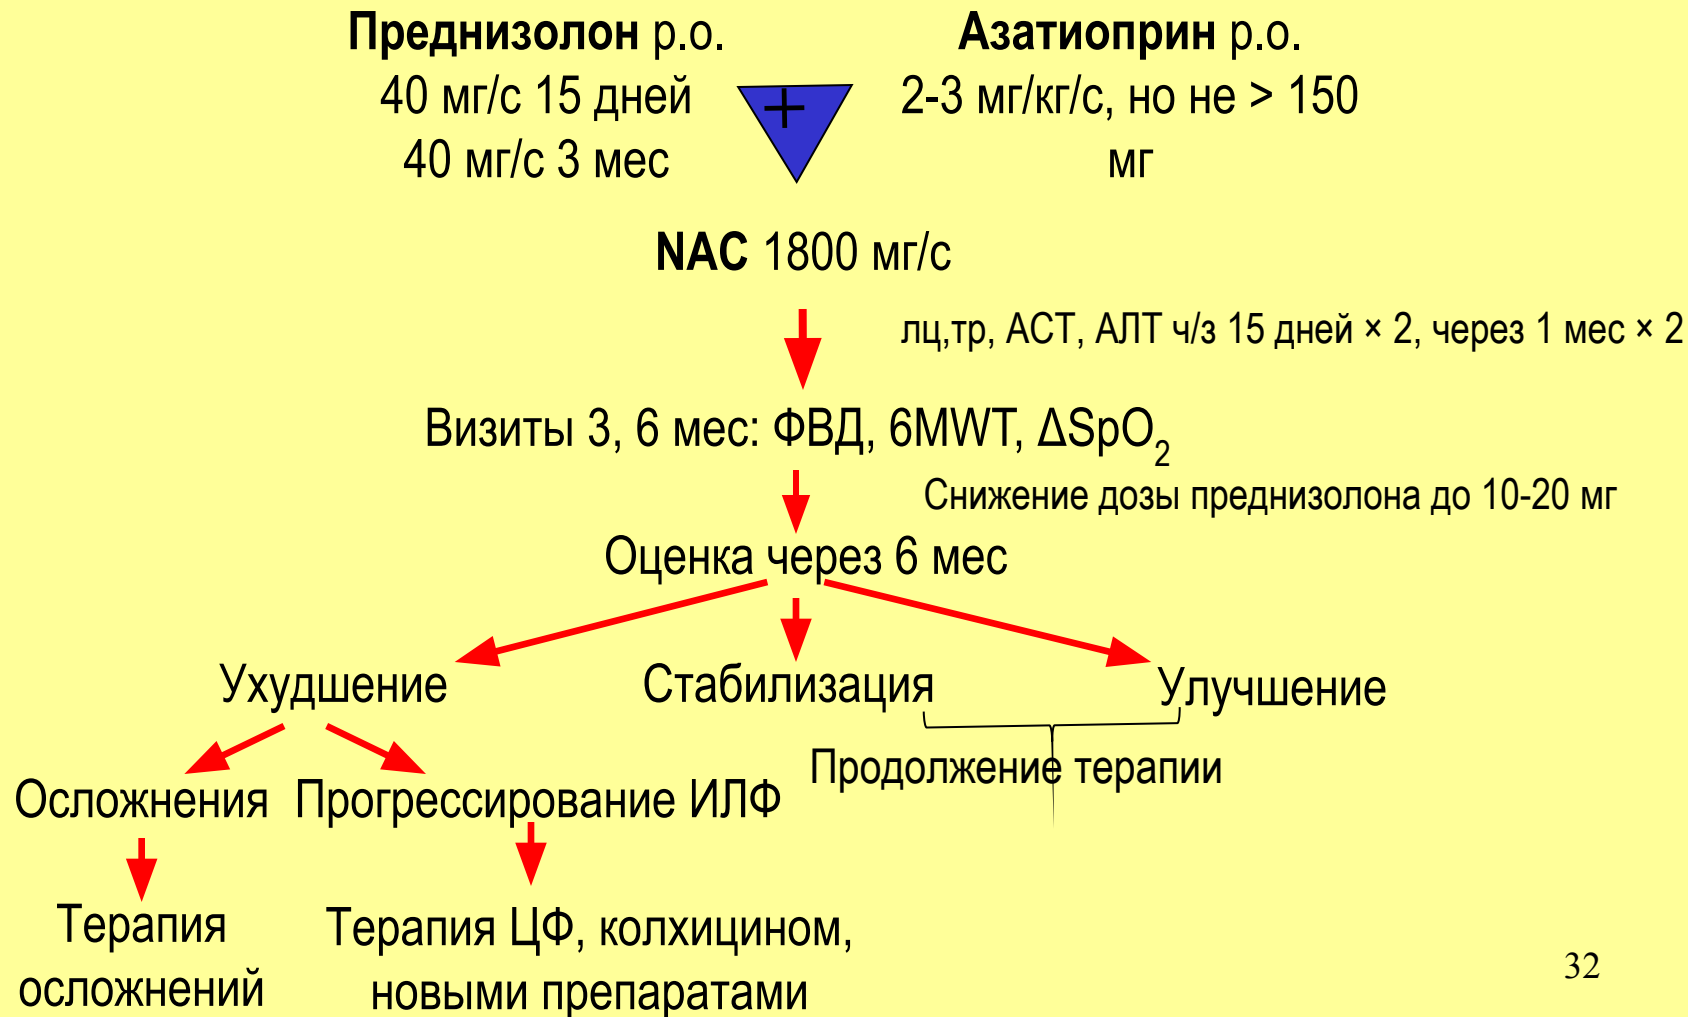 Преднизолон р.о.
40 мг/с 15 дней
40 мг/с 3 мес
+
Азатиоприн р.о.
2-3 мг/кг/с, но не > 150
мг
NAC 1800 мг/с
лц,тр, АСТ, АЛТ ч/з 15 дней × 2, через 1 мес × 2
Визиты 3, 6 мес: ФВД, 6MWT, ΔSpO₂
Снижение дозы преднизолона до 10-20 мг
Оценка через 6 мес
Ухудшение
Стабилизация
Улучшение
Продолжение терапии
Осложнения
Прогрессирование ИЛФ
Терапия
осложнений
Терапия ЦФ, колхицином,
новыми препаратами
32